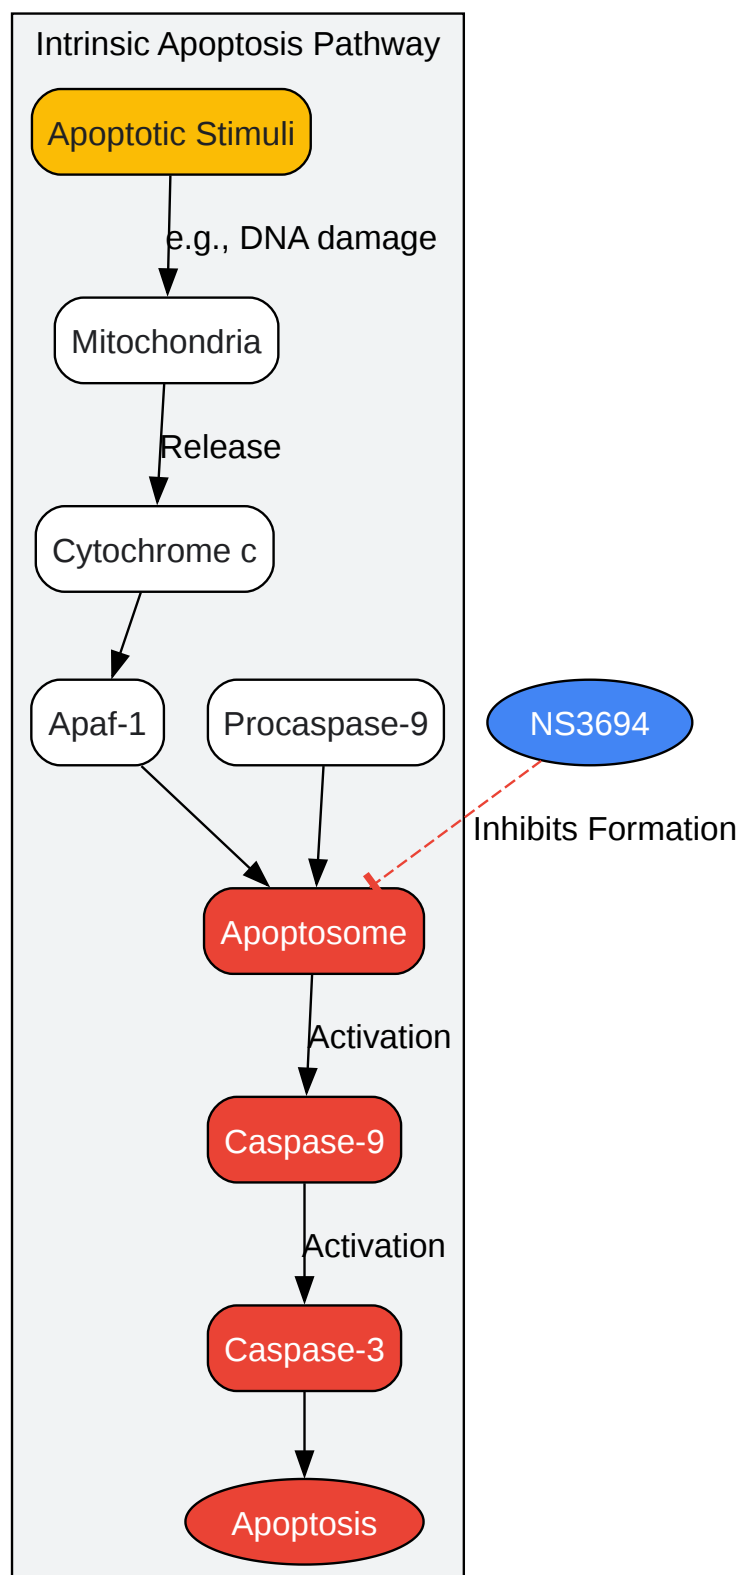 Intrinsic Apoptosis Pathway
Apoptotic Stimuli
e.g., DNA damage
Mitochondria
Release
Cytochrome c
Apaf-1
Procaspase-9
NS3694
Inhibits Formation
Apoptosome
Activation
Caspase-9
Activation
Caspase-3
Apoptosis